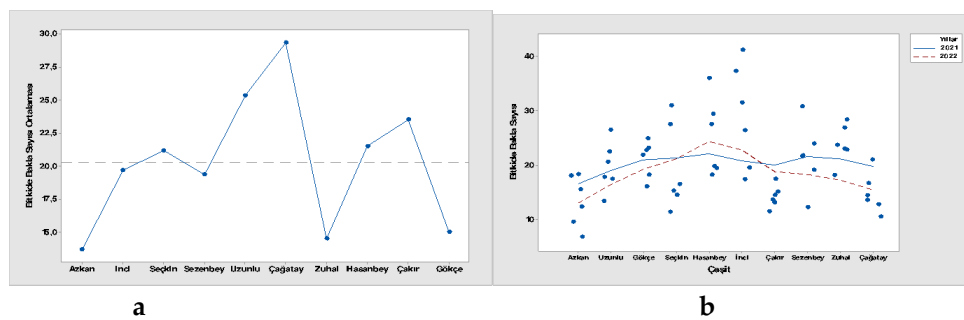 Bitkide Bakla Sayısı Ortalaması
30,0
27,5
25,0
22,5
20,0
17,5
15,0
Azkan İnci Seçkin Sezenbey Uzunlu Çağatay Zuhal Hasanbey Çakır Gökçe
a
Bitkide Bakla Sayısı
40
30
20
10
Azkan Uzunlu Gökçe Seçkin Hasanbey İnci Çakır Sezenbey Zuhal Çağatay
Çeşit
Yıllar
2021
2022
b